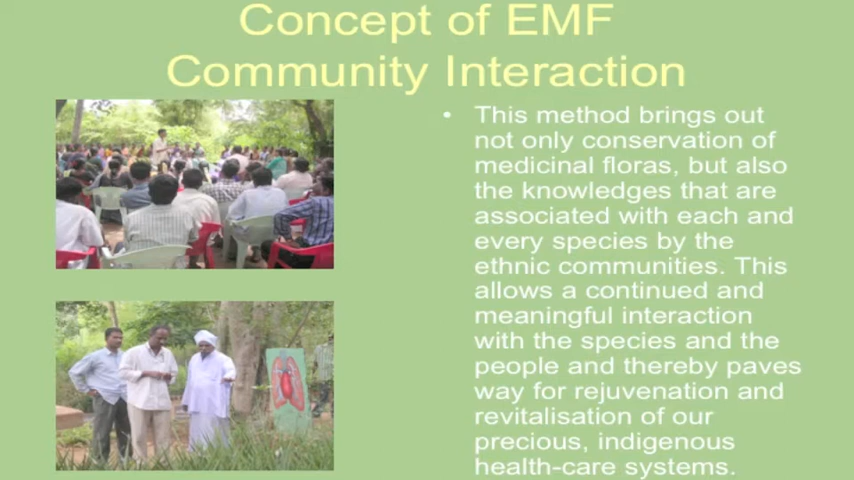 Concept of EMF
Community Interaction
• This method brings out
not only conservation of
medicinal floras, but also
the knowledges that are
associated with each and
every species by the
ethnic communities. This
allows a continued and
meaningful interaction
with the species and the
people and thereby paves
way for rejuvenation and
revitalisation of our
precious, indigenous
health-care systems.